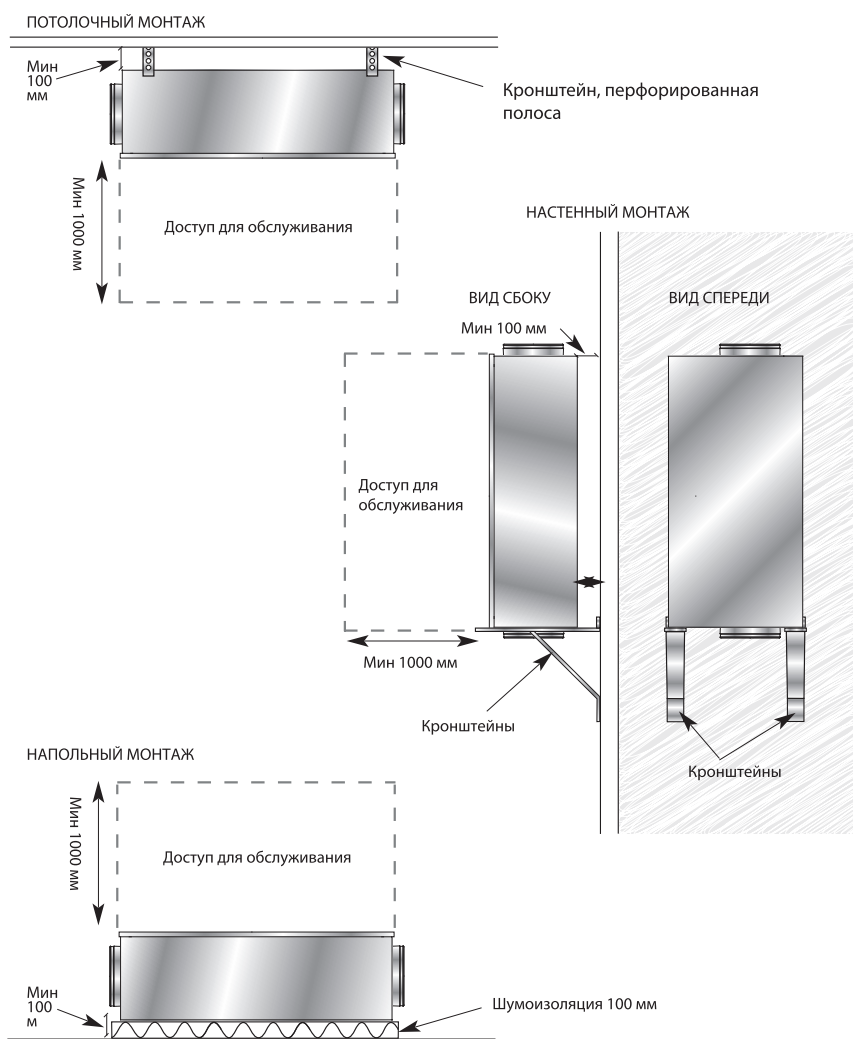 ПОТОЛОЧНЫЙ МОНТАЖ
Мин
100
мм
Кронштейн, перфорированная
полоса
Мин 1000 мм
Доступ для обслуживания
НАСТЕННЫЙ МОНТАЖ
ВИД СБОКУ
ВИД СПЕРЕДИ
Мин 100 мм
Доступ для
обслуживания
Мин 1000 мм
Кронштейны
Кронштейны
НАПОЛЬНЫЙ МОНТАЖ
Мин 1000 мм
Доступ для обслуживания
Мин
100
м
Шумоизоляция 100 мм